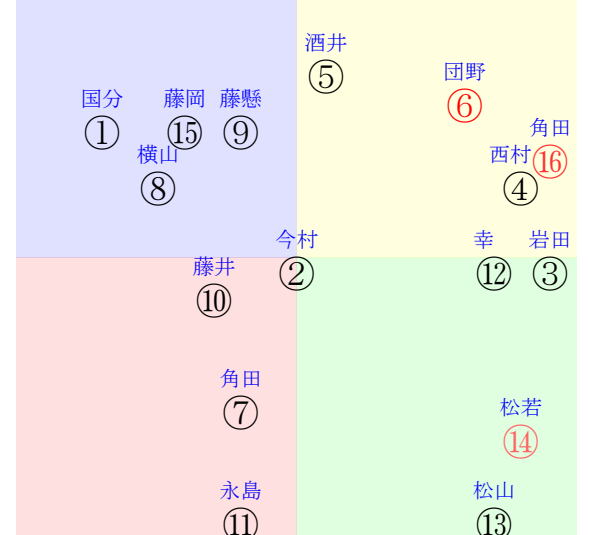 酒井
⑤
団野
⑥
国分
①
藤岡
⑮
藤懸
⑨
角田
⑯
横山
⑧
西村
④
今村
②
幸
⑫
岩田
③
藤井
⑩
角田
⑦
松若
⑭
永島
⑪
松山
⑬